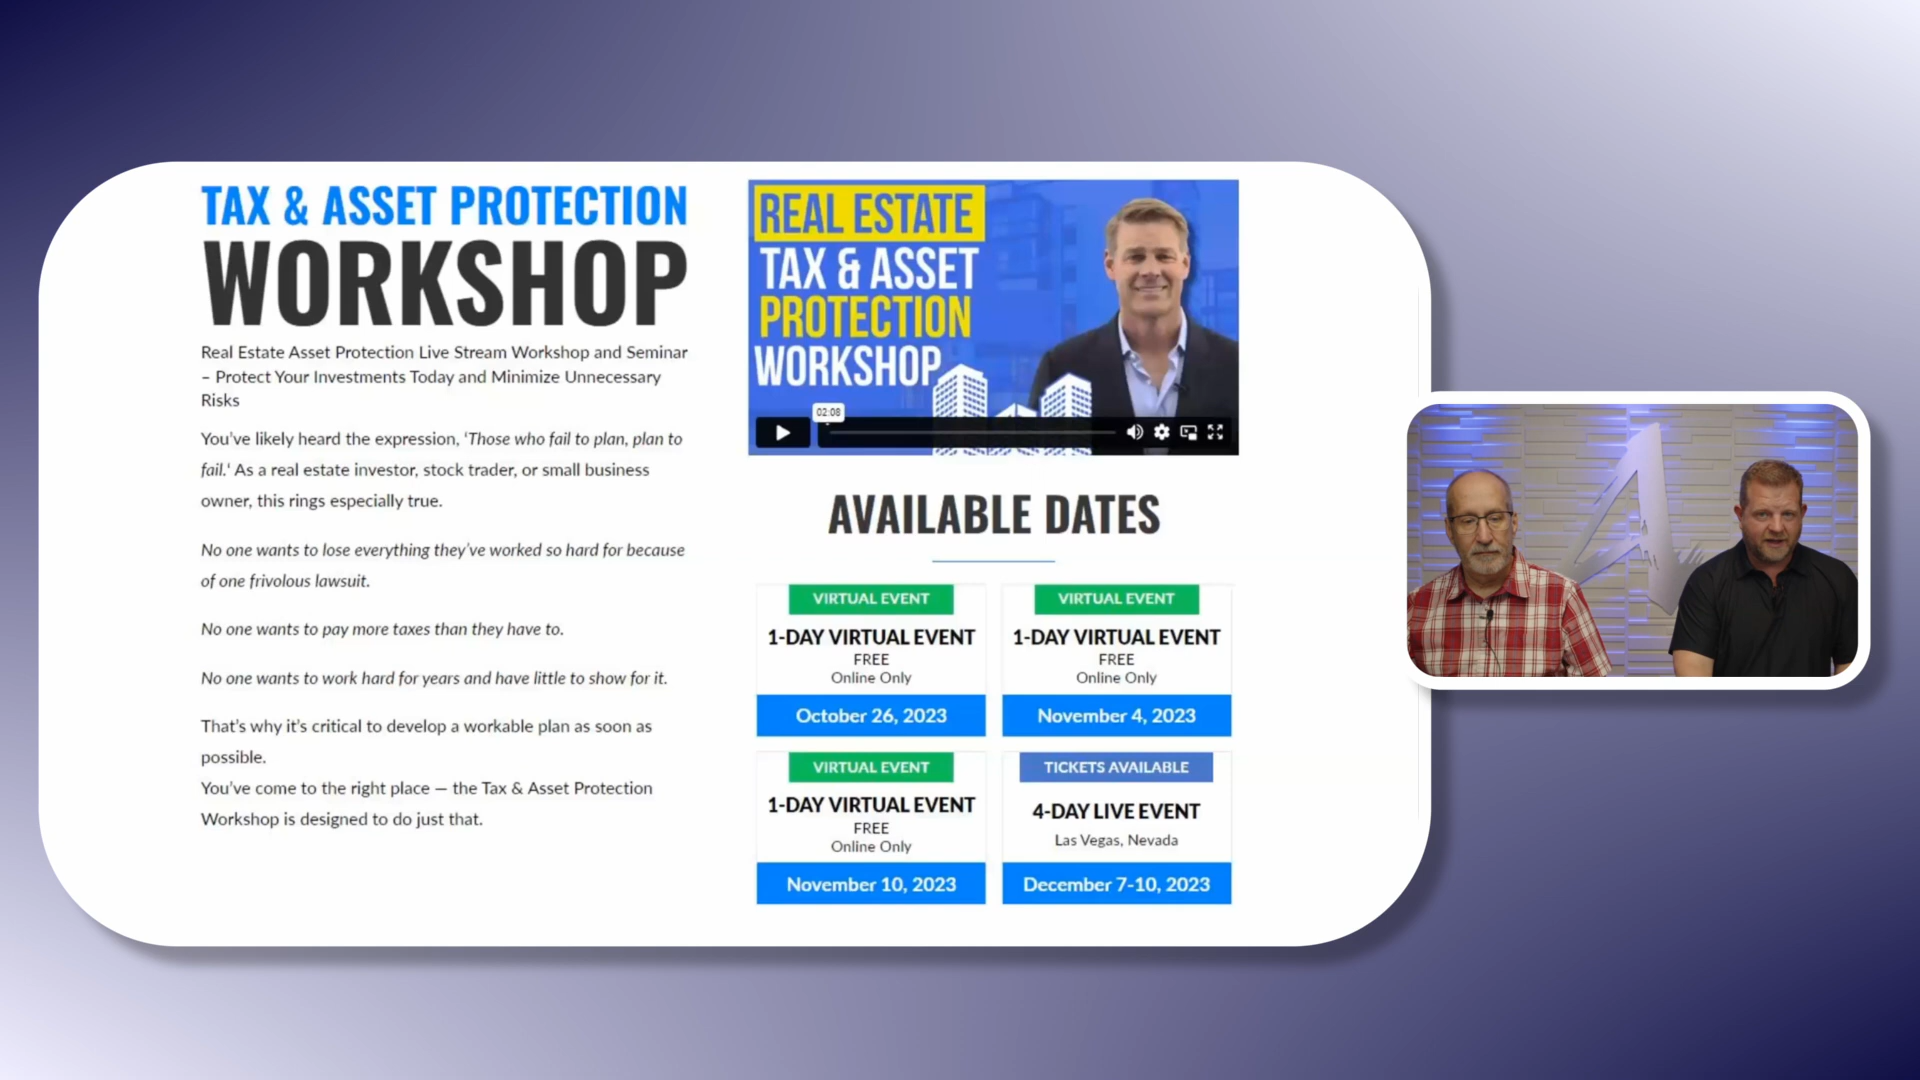 TAX & ASSET PROTECTION
WORKSHOP
Real Estate Asset Protection Live Stream Workshop and Seminar
– Protect Your Investments Today and Minimize Unnecessary
Risks
You’ve likely heard the expression, ‘Those who fail to plan, plan to
fail.‘ As a real estate investor, stock trader, or small business
owner, this rings especially true.
No one wants to lose everything they’ve worked so hard for because
of one frivolous lawsuit.
No one wants to pay more taxes than they have to.
No one wants to work hard for years and have little to show for it.
That’s why it’s critical to develop a workable plan as soon as
possible.
You’ve come to the right place — the Tax & Asset Protection
Workshop is designed to do just that.
REAL ESTATE
TAX & ASSET
PROTECTION
WORKSHOP
02:08
AVAILABLE DATES
VIRTUAL EVENT
1-DAY VIRTUAL EVENT
FREE
Online Only
October 26, 2023
VIRTUAL EVENT
1-DAY VIRTUAL EVENT
FREE
Online Only
November 4, 2023
VIRTUAL EVENT
1-DAY VIRTUAL EVENT
FREE
Online Only
November 10, 2023
TICKETS AVAILABLE
4-DAY LIVE EVENT
Las Vegas, Nevada
December 7-10, 2023